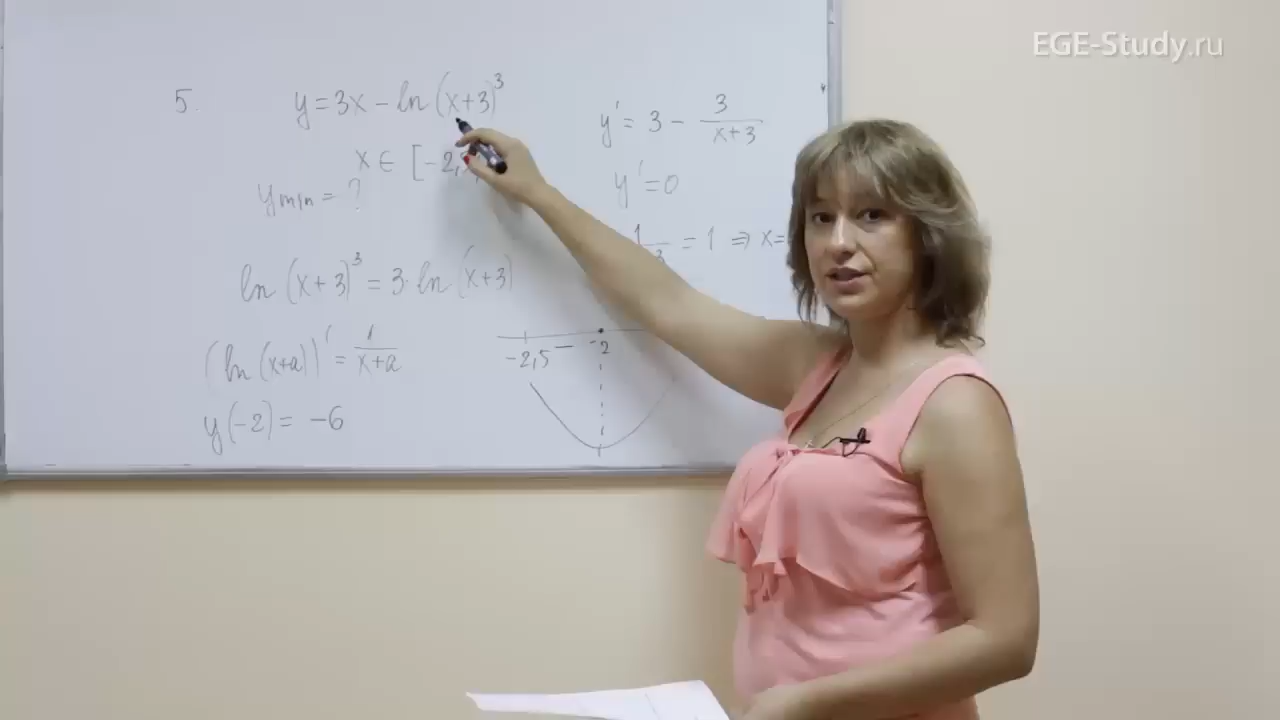 EGE-Study.ru
5. y = 3x − ln (x+3)³
x ∈ [−2,
y min = ?
ln (x+3)³ = 3·ln (x+3)
(ln (x+a))′ = 1/(x+a)
y(−2) = −6
y′ = 3 − 3/(x+3)
y′ = 0
= 1 ⇒ x =
−2,5 − −2